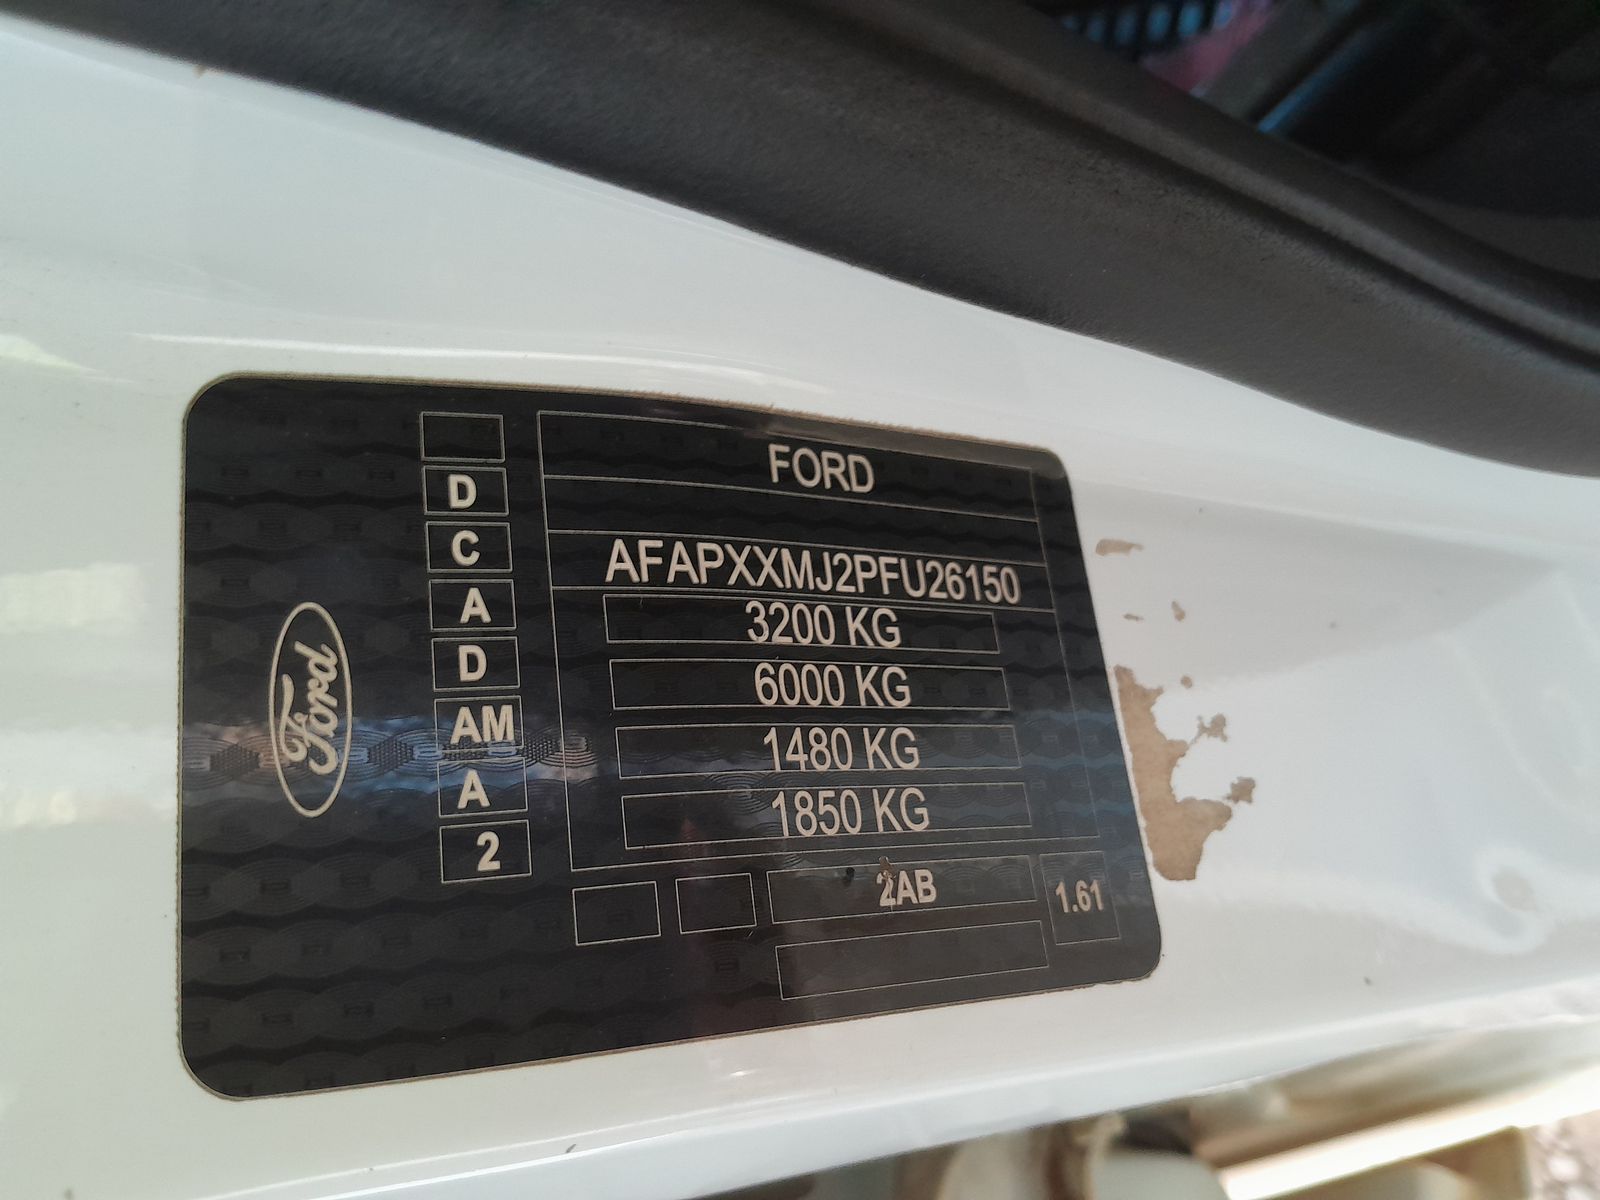 FORD
AFAPXXMJ2PFU26150
3200 KG
6000 KG
1480 KG
1850 KG
2AB
1.61
D
C
A
D
AM
A
2
Ford